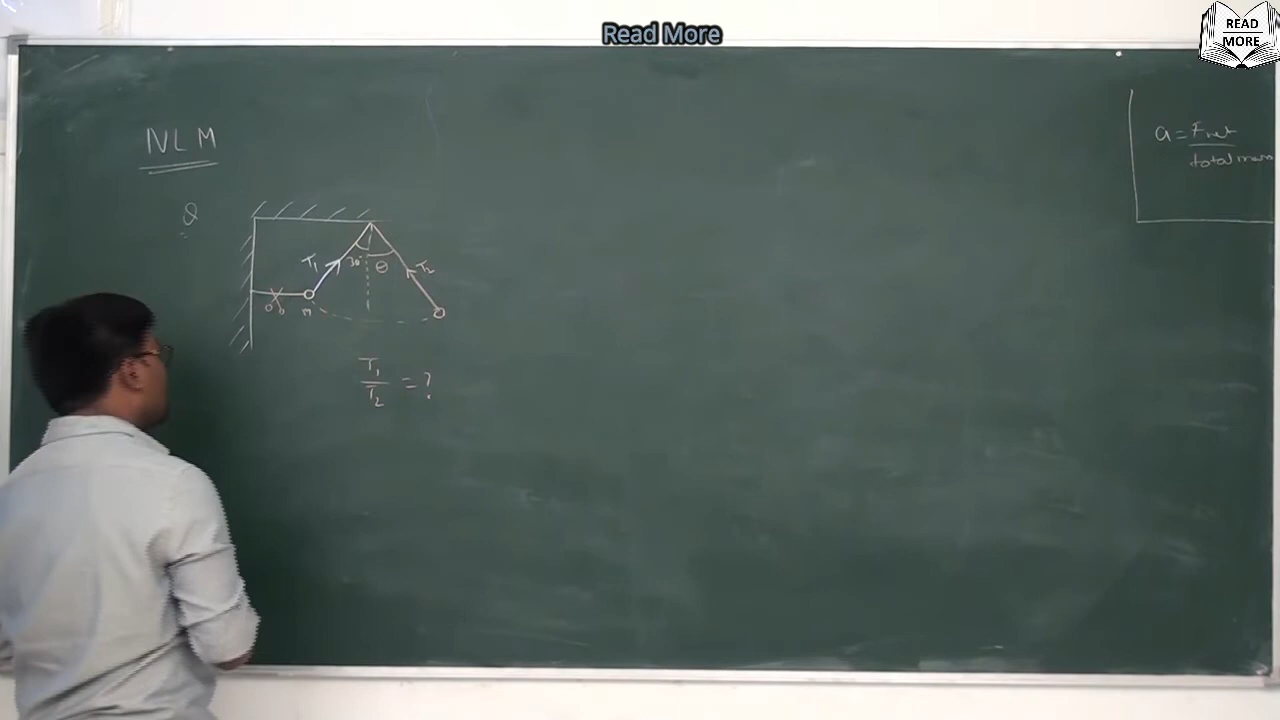 Read More
READ
MORE
NLM
Q
a = Fnet
total mass
T₁
30°
θ
T₂
m
T₁
T₂
= ?